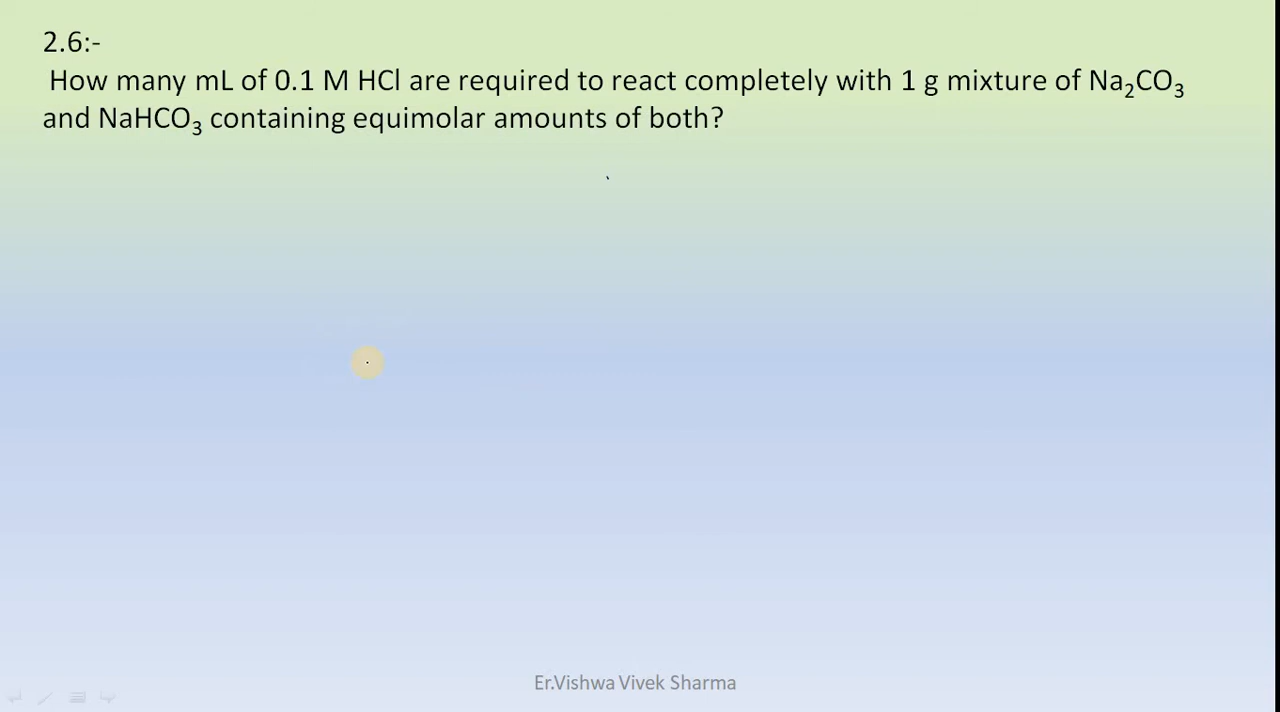 2.6:-
How many mL of 0.1 M HCl are required to react completely with 1 g mixture of Na₂CO₃
and NaHCO₃ containing equimolar amounts of both?
Er.Vishwa Vivek Sharma